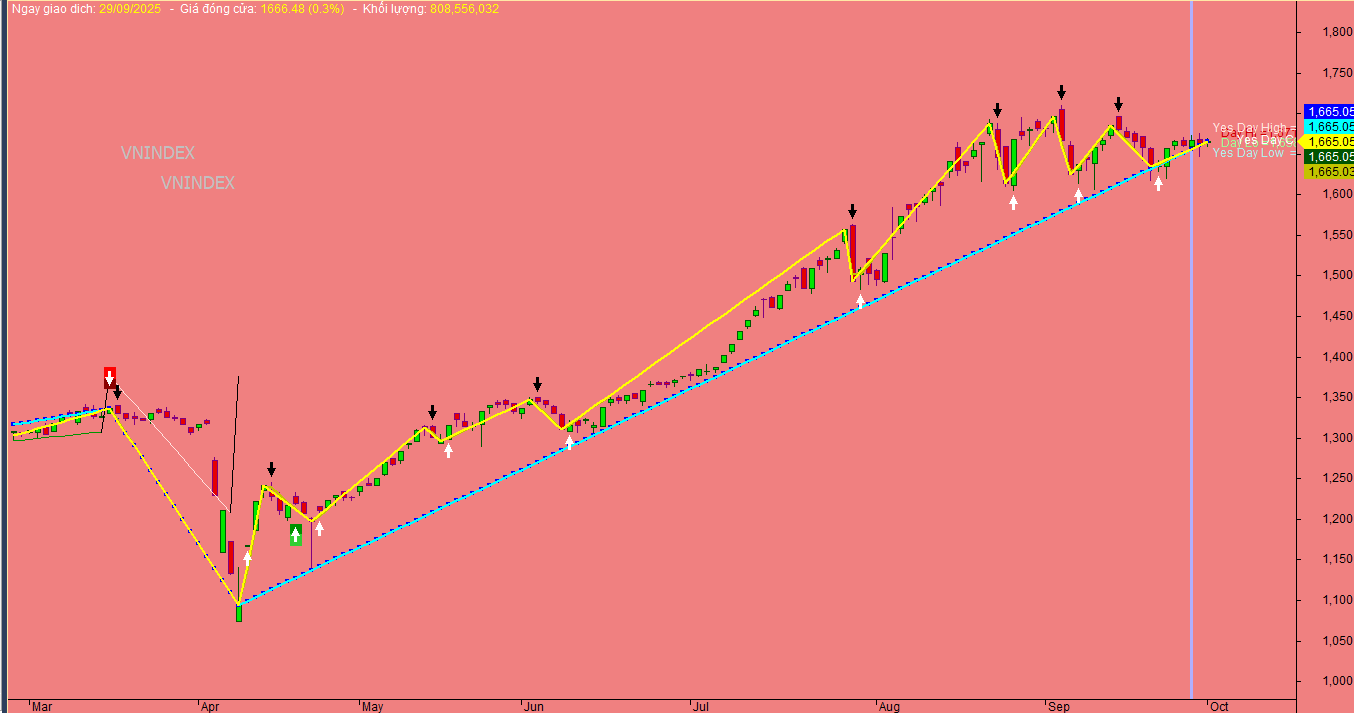 Ngay giao dich: 29/09/2025 - Giá đóng cửa: 1666.48 (0.3%) - Khối lượng: 808,556,032
1,800
1,750
1,665.05
Yes Day High =
1,665.05
Yes Day C
1,665.05
VNINDEX
Yes Day Low =
1,665.05
1,665.03
VNINDEX
1,600
1,550
1,500
1,450
1,400
1,350
1,300
1,250
1,200
1,150
1,100
1,050
1,000
Mar Apr May Jun Jul Aug Sep Oct